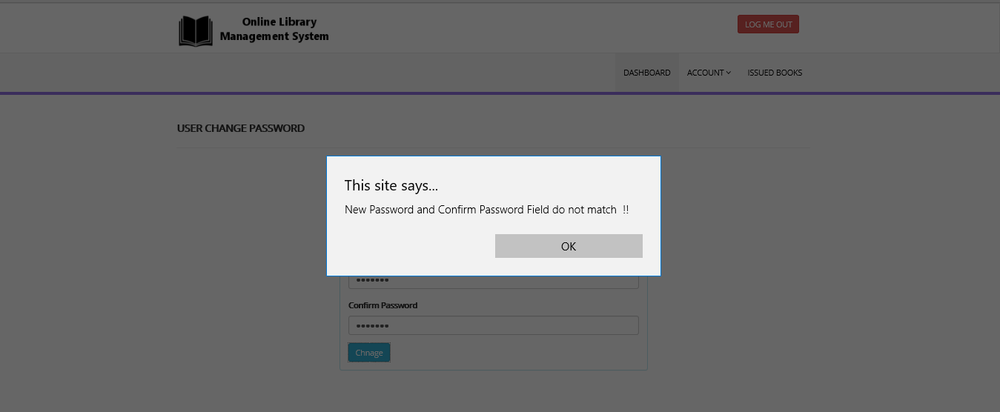 Online Library
Management System
LOG ME OUT
DASHBOARD
ACCOUNT
ISSUED BOOKS
USER CHANGE PASSWORD
This site says...
New Password and Confirm Password Field do not match  !!
OK
•••••••
Confirm Password
•••••••
Chnage